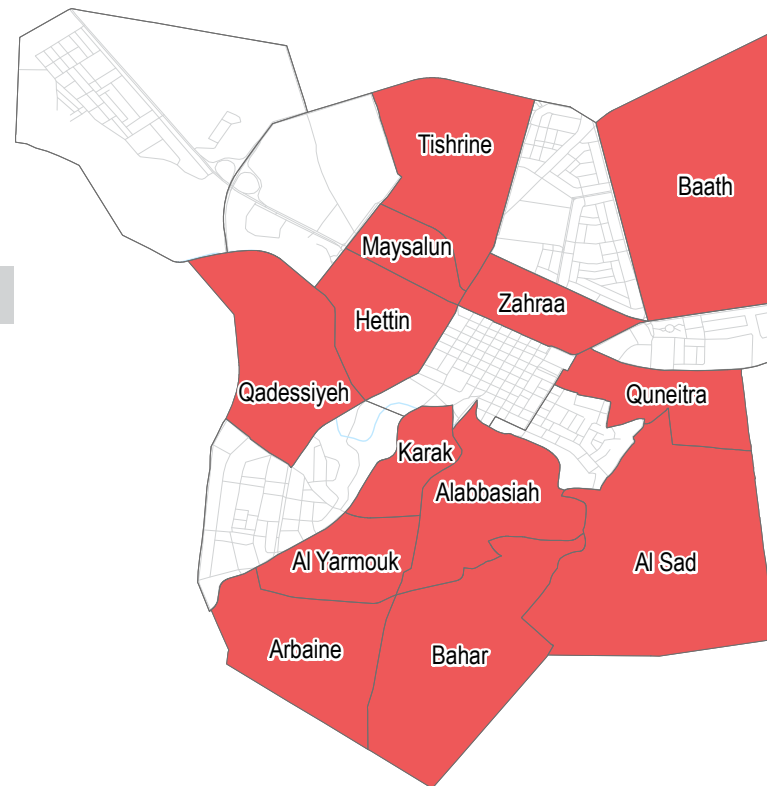 Tishrine
Baath
Maysalun
Zahraa
Hettin
Qadessiyeh
Quneitra
Karak
Alabbasiah
Al Yarmouk
Al Sad
Arbaine
Bahar